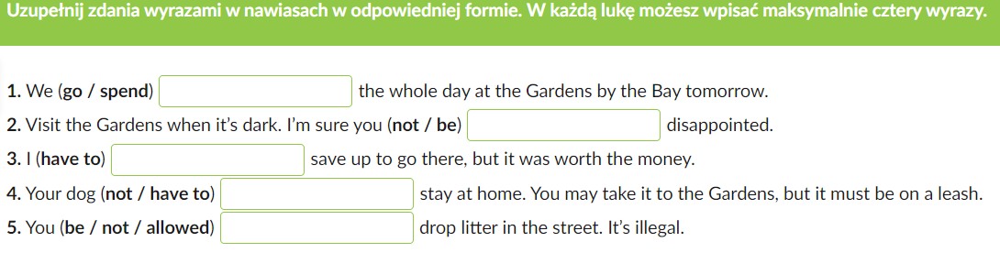 Uzupełnij zdania wyrazami w nawiasach w odpowiedniej formie. W każdą lukę możesz wpisać maksymalnie cztery wyrazy.
1. We (go / spend) the whole day at the Gardens by the Bay tomorrow.
2. Visit the Gardens when it's dark. I'm sure you (not / be) disappointed.
3. I (have to) save up to go there, but it was worth the money.
4. Your dog (not / have to) stay at home. You may take it to the Gardens, but it must be on a leash.
5. You (be / not / allowed) drop litter in the street. It's illegal.